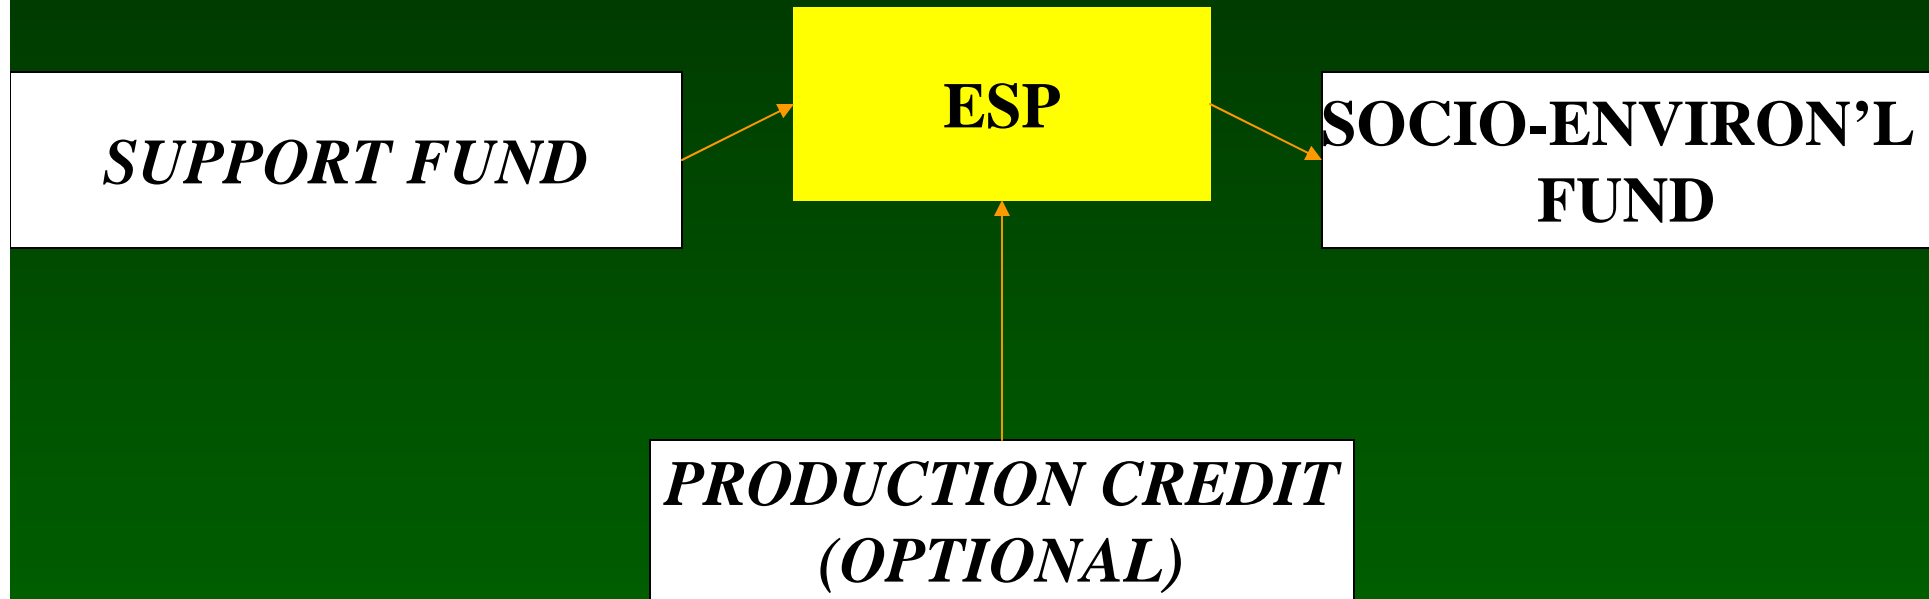 ESP
SUPPORT FUND
SOCIO-ENVIRON’L
FUND
PRODUCTION CREDIT
(OPTIONAL)